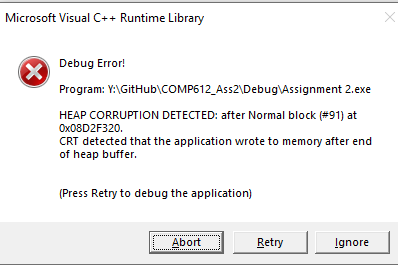 Microsoft Visual C++ Runtime Library
Debug Error!
Program: Y:\GitHub\COMP612_Ass2\Debug\Assignment 2.exe
HEAP CORRUPTION DETECTED: after Normal block (#91) at
0x08D2F320.
CRT detected that the application wrote to memory after end
of heap buffer.
(Press Retry to debug the application)
Abort Retry Ignore